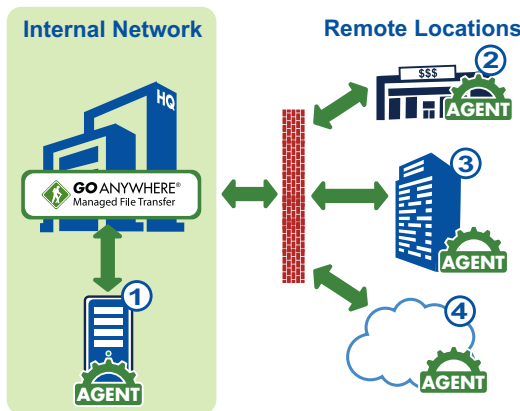 Internal Network
Remote Locations
HQ
GO ANYWHERE®
Managed File Transfer
1
AGENT
$$$
2
AGENT
3
AGENT
4
AGENT